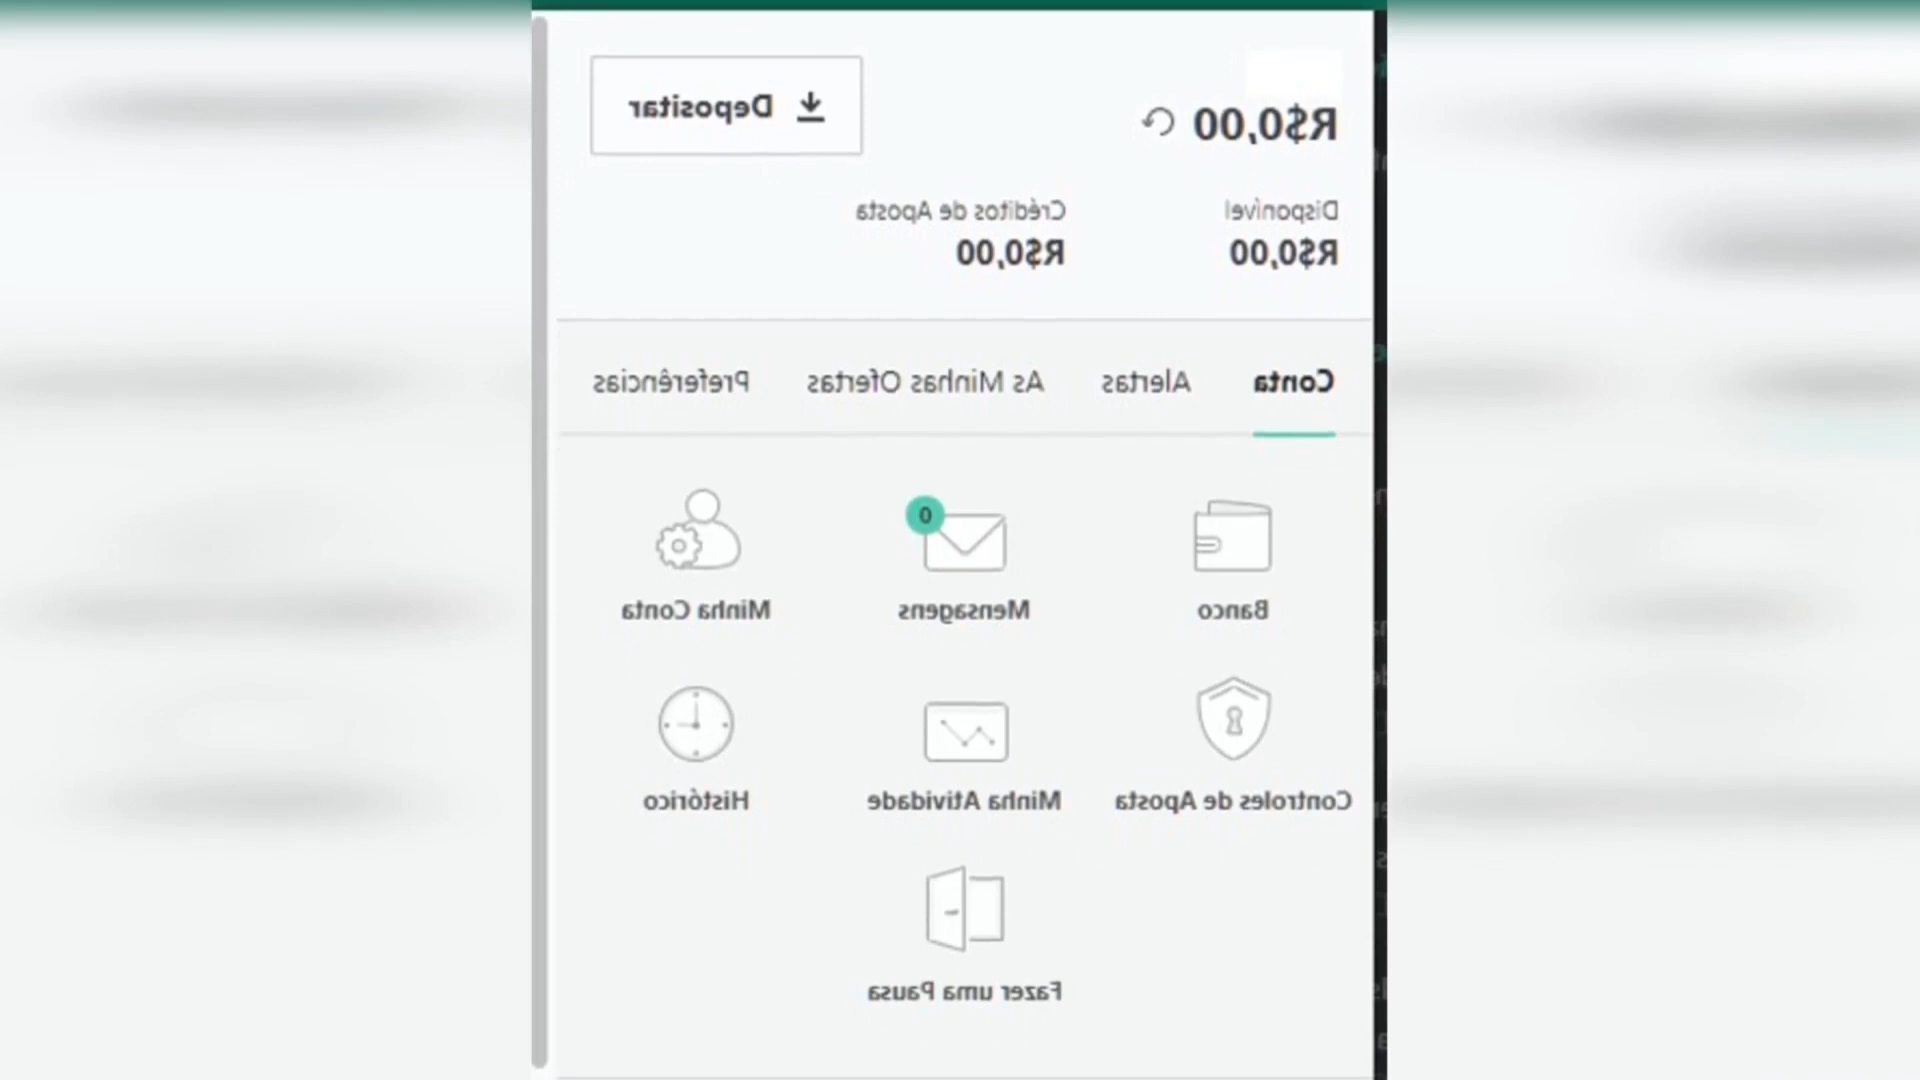 R$0,00
Depositar
Disponível
Créditos de Aposta
R$0,00
R$0,00
Conta
Alertas
As Minhas Ofertas
Preferências
0
Banco
Mensagens
Minha Conta
Controles de Aposta
Minha Atividade
Histórico
Fazer uma Pausa